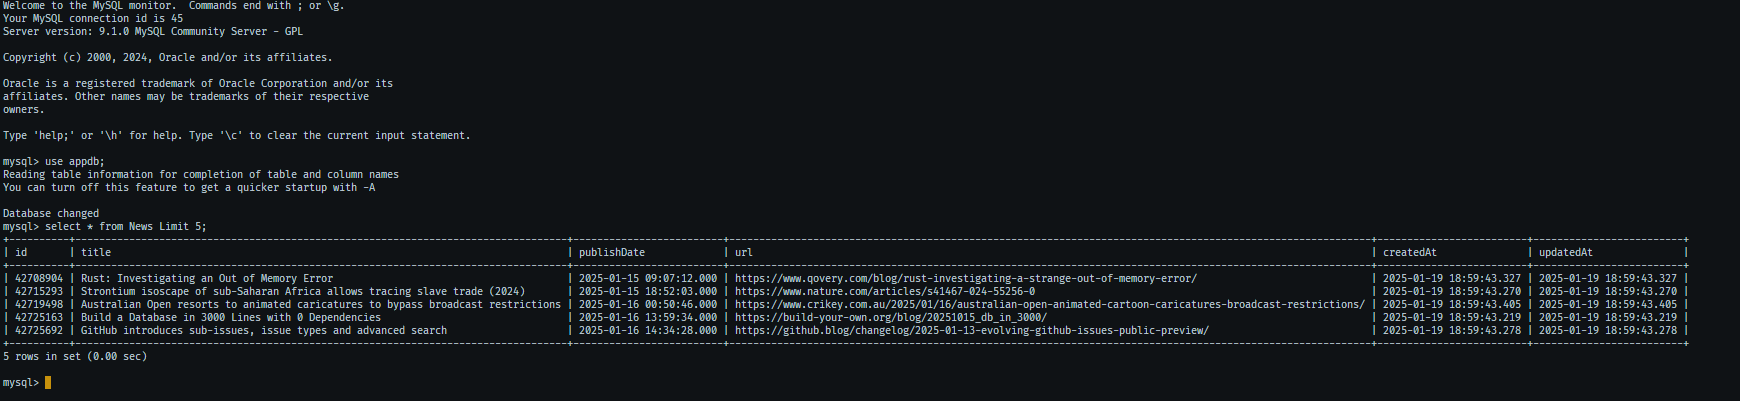 Welcome to the MySQL monitor.  Commands end with ; or \g.
Your MySQL connection id is 45
Server version: 9.1.0 MySQL Community Server - GPL
Copyright (c) 2000, 2024, Oracle and/or its affiliates.
Oracle is a registered trademark of Oracle Corporation and/or its
affiliates. Other names may be trademarks of their respective
owners.
Type 'help;' or '\h' for help. Type '\c' to clear the current input statement.
mysql> use appdb;
Reading table information for completion of table and column names
You can turn off this feature to get a quicker startup with -A
Database changed
mysql> select * from News Limit 5;
| id | title | publishDate | url | createdAt | updatedAt |
| 42708904 | Rust: Investigating an Out of Memory Error | 2025-01-15 09:07:12.000 | https://www.qovery.com/blog/rust-investigating-a-strange-out-of-memory-error/ | 2025-01-19 18:59:43.327 | 2025-01-19 18:59:43.327 |
| 42715293 | Strontium isoscape of sub-Saharan Africa allows tracing slave trade (2024) | 2025-01-15 18:52:03.000 | https://www.nature.com/articles/s41467-024-55256-0 | 2025-01-19 18:59:43.270 | 2025-01-19 18:59:43.270 |
| 42719498 | Australian Open resorts to animated caricatures to bypass broadcast restrictions | 2025-01-16 00:50:46.000 | https://www.crikey.com.au/2025/01/16/australian-open-animated-cartoon-caricatures-broadcast-restrictions/ | 2025-01-19 18:59:43.405 | 2025-01-19 18:59:43.405 |
| 42725163 | Build a Database in 3000 Lines with 0 Dependencies | 2025-01-16 13:59:34.000 | https://build-your-own.org/blog/20251015_db_in_3000/ | 2025-01-19 18:59:43.219 | 2025-01-19 18:59:43.219 |
| 42725692 | GitHub introduces sub-issues, issue types and advanced search | 2025-01-16 14:34:28.000 | https://github.blog/changelog/2025-01-13-evolving-github-issues-public-preview/ | 2025-01-19 18:59:43.278 | 2025-01-19 18:59:43.278 |
5 rows in set (0.00 sec)
mysql>